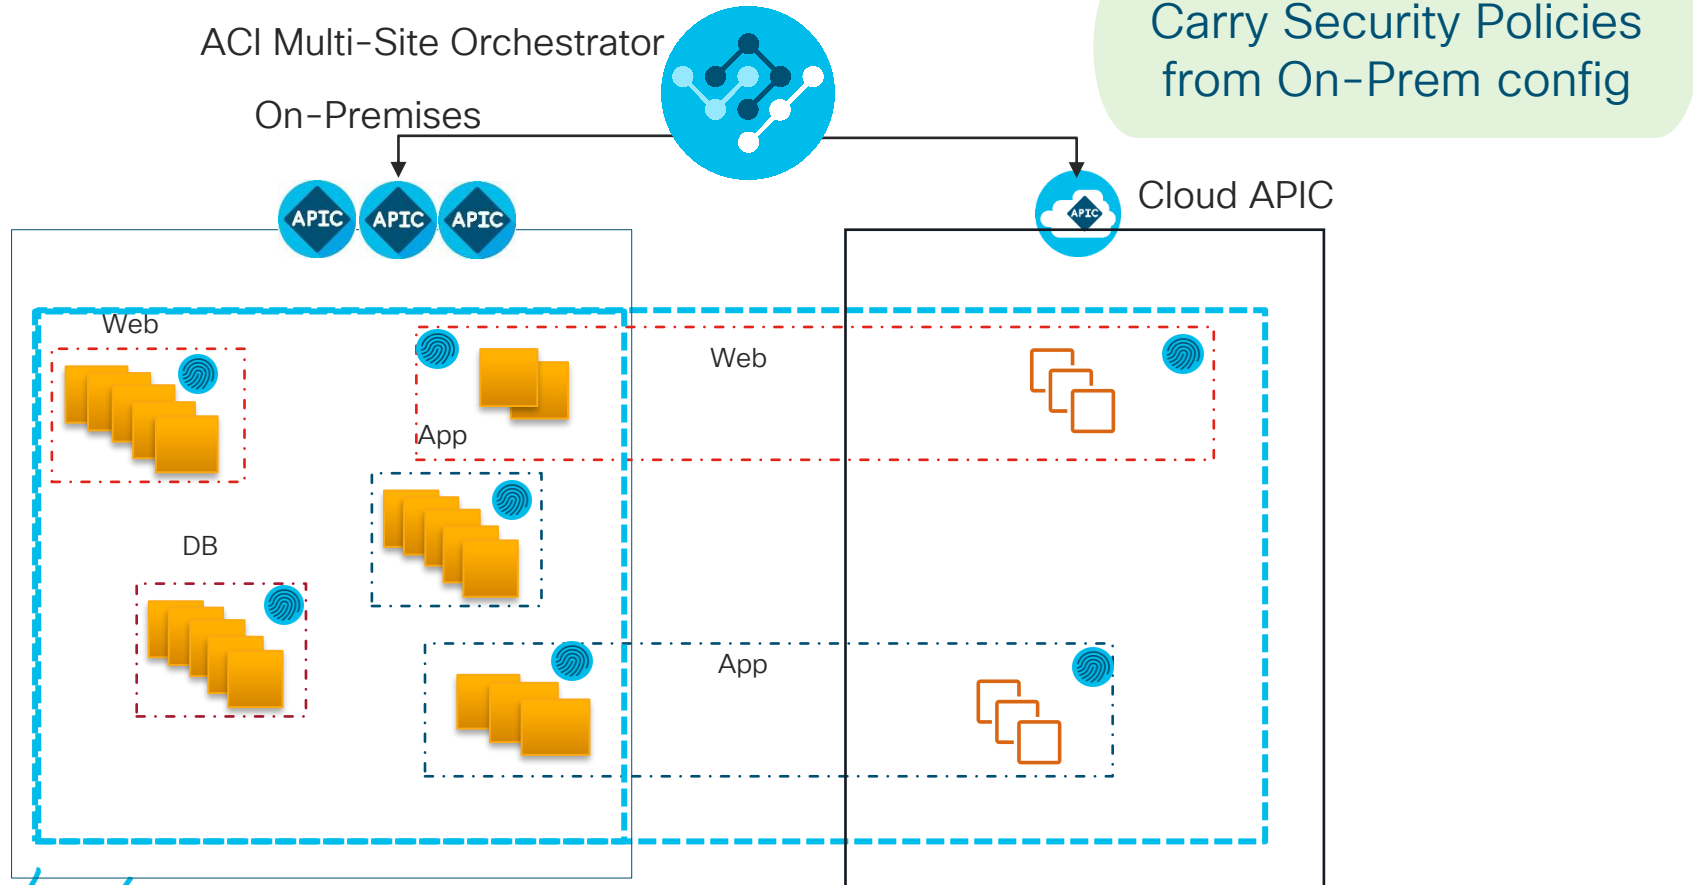 Carry Security Policies
from On-Prem config
ACI Multi-Site Orchestrator
On-Premises
APIC
APIC
APIC
APIC
Cloud APIC
Web
Web
App
DB
App